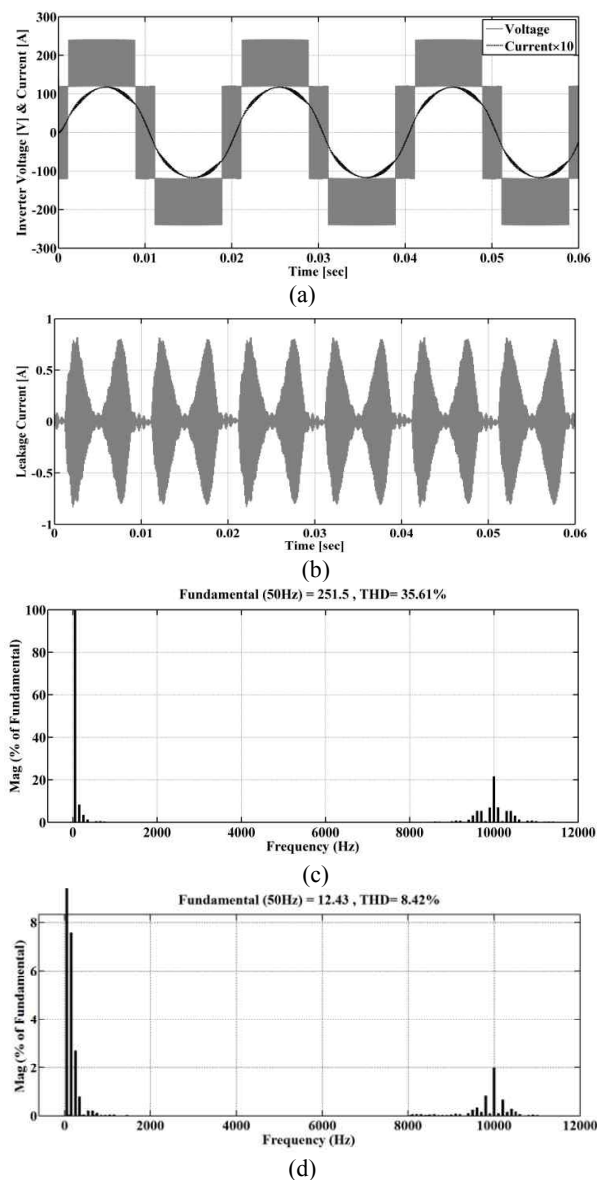 300
200
100
0
-100
-200
-300
Inverter Voltage [V] & Current [A]
Voltage
Current×10
0 0.01 0.02 0.03 0.04 0.05 0.06
Time [sec]
(a)
1
0.5
0
-0.5
-1
Leakage Current [A]
0 0.01 0.02 0.03 0.04 0.05 0.06
Time [sec]
(b)
Fundamental (50Hz) = 251.5 , THD= 35.61%
100
80
60
40
20
0
Mag (% of Fundamental)
0 2000 4000 6000 8000 10000 12000
Frequency (Hz)
(c)
Fundamental (50Hz) = 12.43 , THD= 8.42%
8
6
4
2
0
Mag (% of Fundamental)
0 2000 4000 6000 8000 10000 12000
Frequency (Hz)
(d)